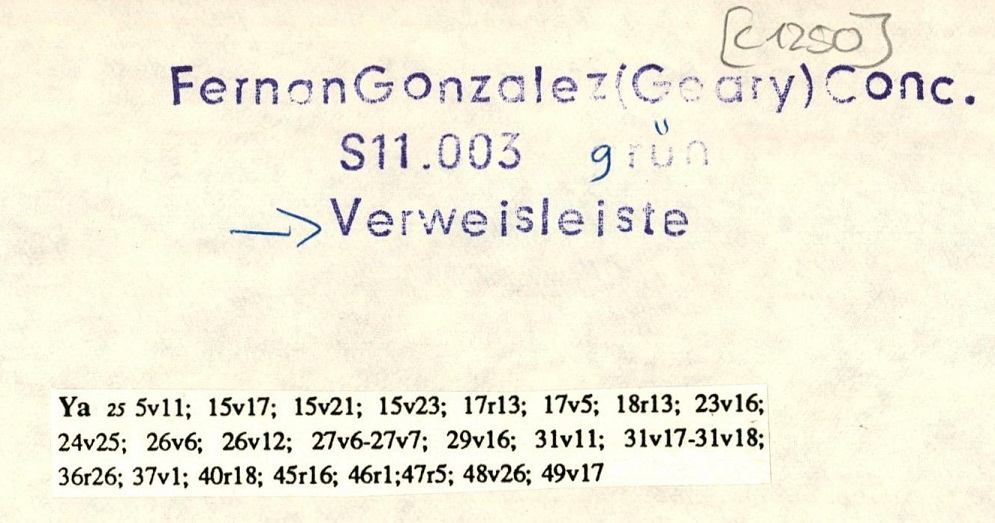 [c1250]
FernanGonzalez(Geary)Conc.
S11.003 grün
→ Verweisleiste
Ya 25 5v11; 15v17; 15v21; 15v23; 17r13; 17v5; 18r13; 23v16;
24v25; 26v6; 26v12; 27v6-27v7; 29v16; 31v11; 31v17-31v18;
36r26; 37v1; 40r18; 45r16; 46r1;47r5; 48v26; 49v17